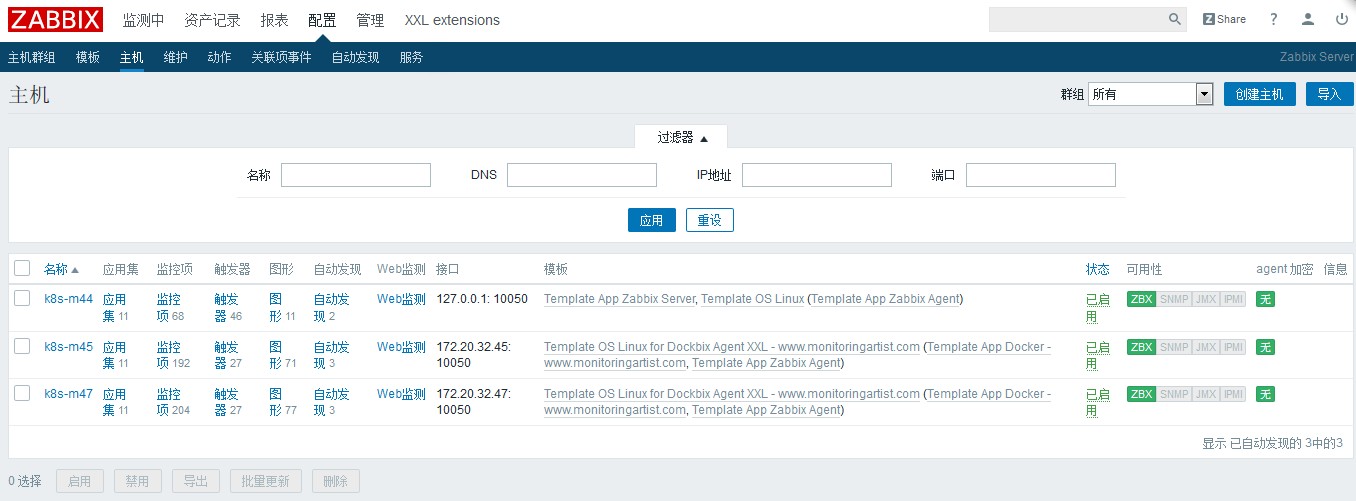 ZABBIX 监测中 资产记录 报表 配置 管理 XXL extensions Z Share ?
主机群组 模板 主机 维护 动作 关联项事件 自动发现 服务 Zabbix Server
主机 群组 所有 创建主机 导入
过滤器 ▲
名称 DNS IP地址 端口
应用 重设
名称 ▲ 应用集 监控项 触发器 图形 自动发现 Web监测 接口 模板 状态 可用性 agent 加密 信息
k8s-m44 应用 监控 触发 图 自动发 Web监测 127.0.0.1: 10050 Template App Zabbix Server, Template OS Linux (Template App Zabbix Agent) 已启 ZBX SNMP JMX IPMI 无
集 11 项 68 器 46 形 11 现 2 用
k8s-m45 应用 监控 触发 图 自动发 Web监测 172.20.32.45: Template OS Linux for Dockbix Agent XXL - www.monitoringartist.com (Template App Docker - 已启 ZBX SNMP JMX IPMI 无
集 11 项 192 器 27 形 71 现 3 10050 www.monitoringartist.com, Template App Zabbix Agent) 用
k8s-m47 应用 监控 触发 图 自动发 Web监测 172.20.32.47: Template OS Linux for Dockbix Agent XXL - www.monitoringartist.com (Template App Docker - 已启 ZBX SNMP JMX IPMI 无
集 11 项 204 器 27 形 77 现 3 10050 www.monitoringartist.com, Template App Zabbix Agent) 用
显示 已自动发现的 3中的3
0 选择 启用 禁用 导出 批量更新 删除